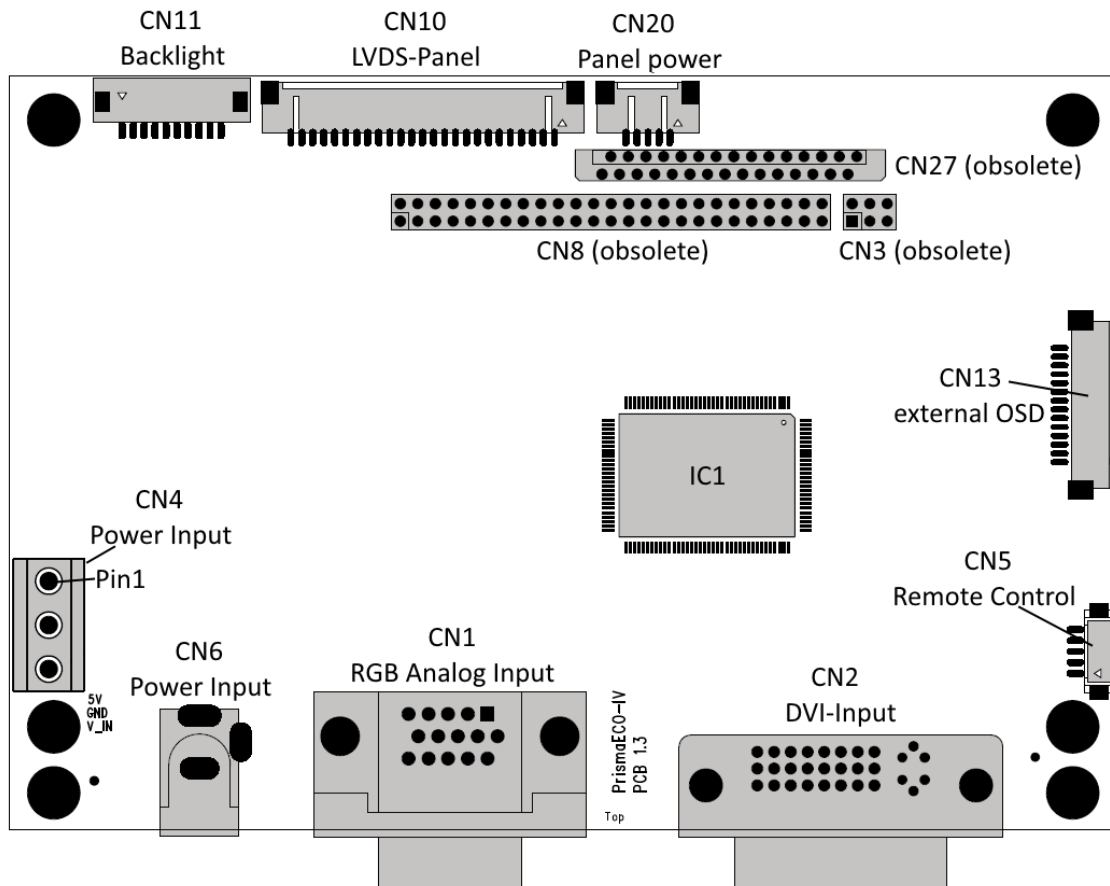 CN11
Backlight
CN10
LVDS-Panel
CN20
Panel power
CN27 (obsolete)
CN8 (obsolete)
CN3 (obsolete)
CN13
external OSD
IC1
CN4
Power Input
Pin1
CN5
Remote Control
CN6
Power Input
CN1
RGB Analog Input
CN2
DVI-Input
5V
GND
V_IN
PrismaECO-IV
PCB 1.3
Top